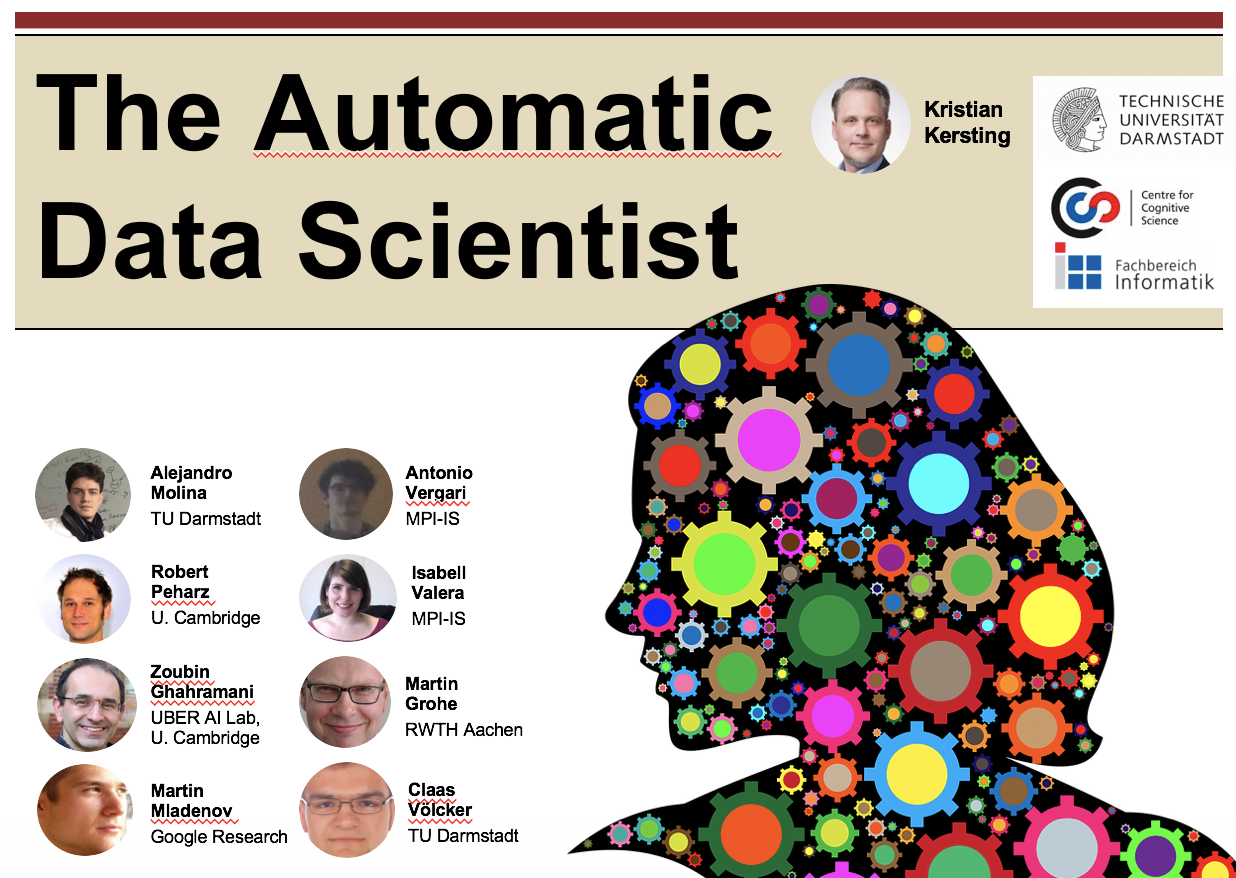 The Automatic
Data Scientist
Kristian
Kersting
TECHNISCHE
UNIVERSITÄT
DARMSTADT
Centre for
Cognitive
Science
Fachbereich
Informatik
Alejandro
Molina
TU Darmstadt
Antonio
Vergari
MPI-IS
Robert
Peharz
U. Cambridge
Isabell
Valera
MPI-IS
Zoubin
Ghahramani
UBER AI Lab,
U. Cambridge
Martin
Grohe
RWTH Aachen
Martin
Mladenov
Google Research
Claas
Völcker
TU Darmstadt